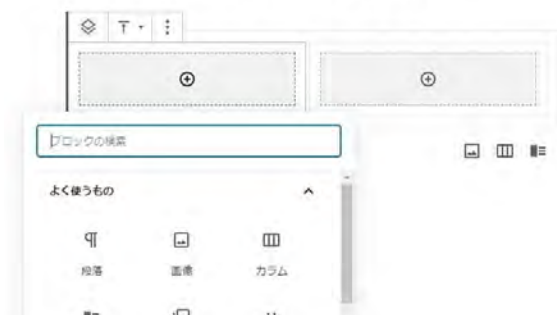 ブロックの検索
よく使うもの
段落 画像 カラム